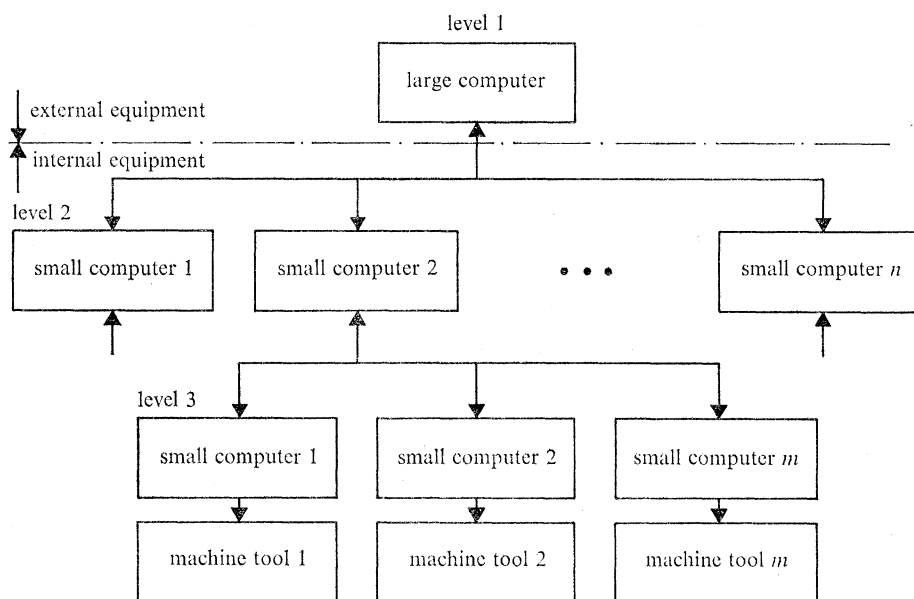 level 1
large computer
external equipment
internal equipment
level 2
small computer 1
small computer 2
small computer n
level 3
small computer 1
small computer 2
small computer m
machine tool 1
machine tool 2
machine tool m